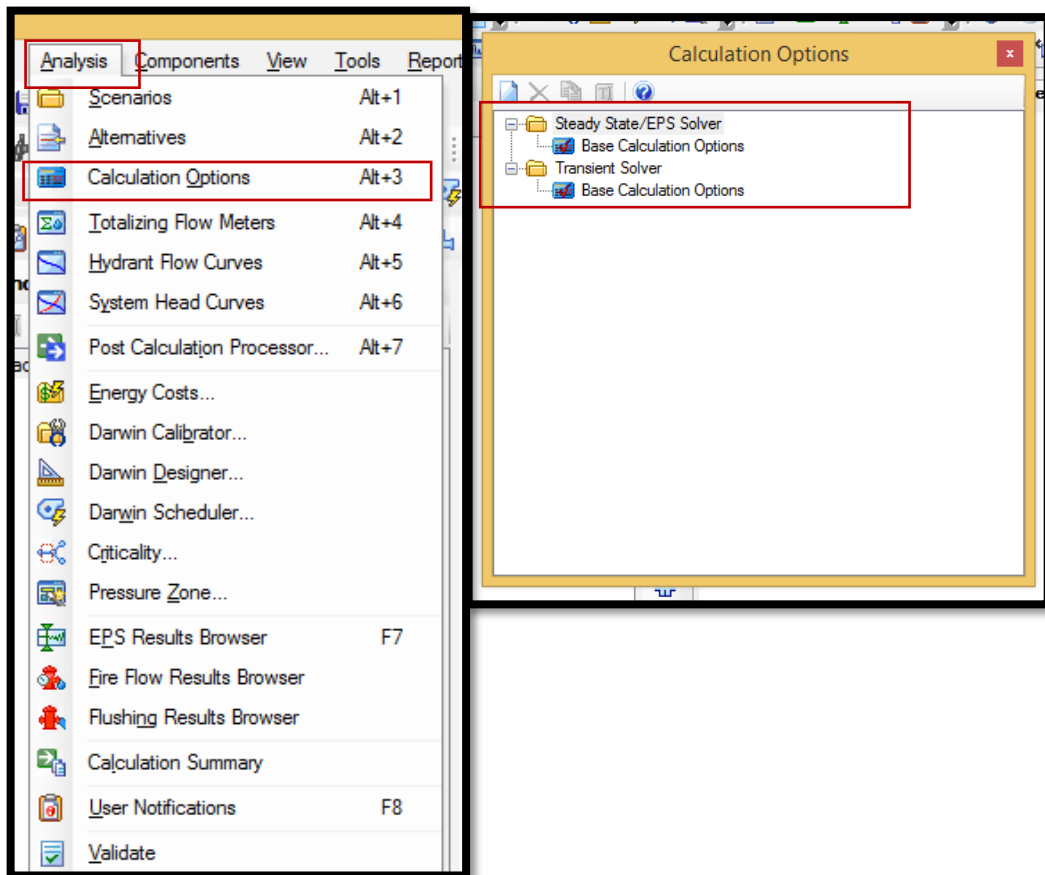 Analysis Components View Tools Report
Scenarios Alt+1
Alternatives Alt+2
Calculation Options Alt+3
Totalizing Flow Meters Alt+4
Hydrant Flow Curves Alt+5
System Head Curves Alt+6
Post Calculation Processor... Alt+7
Energy Costs...
Darwin Calibrator...
Darwin Designer...
Darwin Scheduler...
Criticality...
Pressure Zone...
EPS Results Browser F7
Fire Flow Results Browser
Flushing Results Browser
Calculation Summary
User Notifications F8
Validate
Calculation Options
Steady State/EPS Solver
Base Calculation Options
Transient Solver
Base Calculation Options